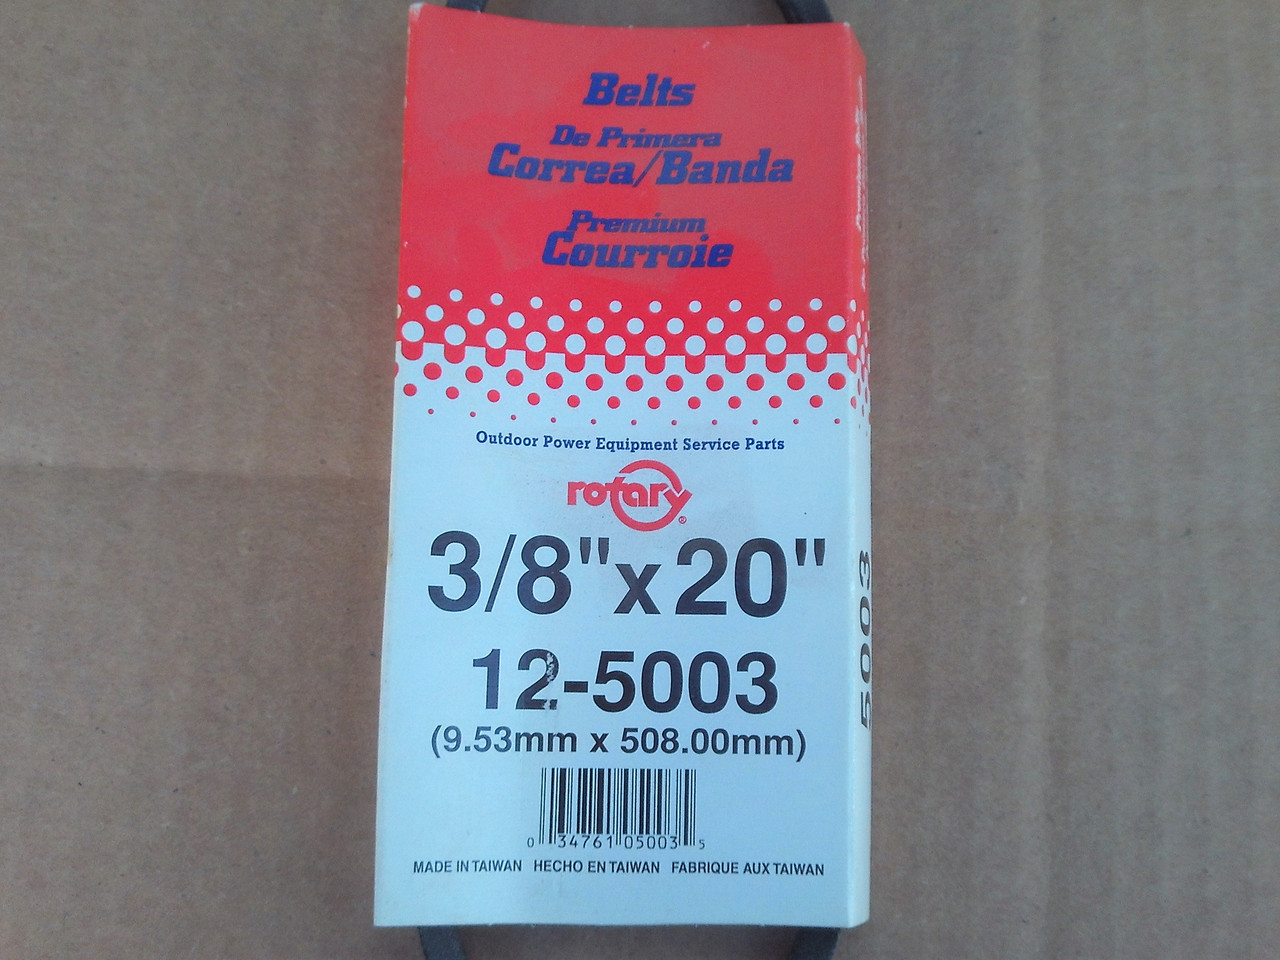 Belts
De Primera
Correa/Banda
Premium
Courroie
Outdoor Power Equipment Service Parts
rotary®
3/8"x20"
12-5003
(9.53mm x 508.00mm)
0 34761 05003 5
MADE IN TAIWAN HECHO EN TAIWAN FABRIQUE AUX TAIWAN
5003